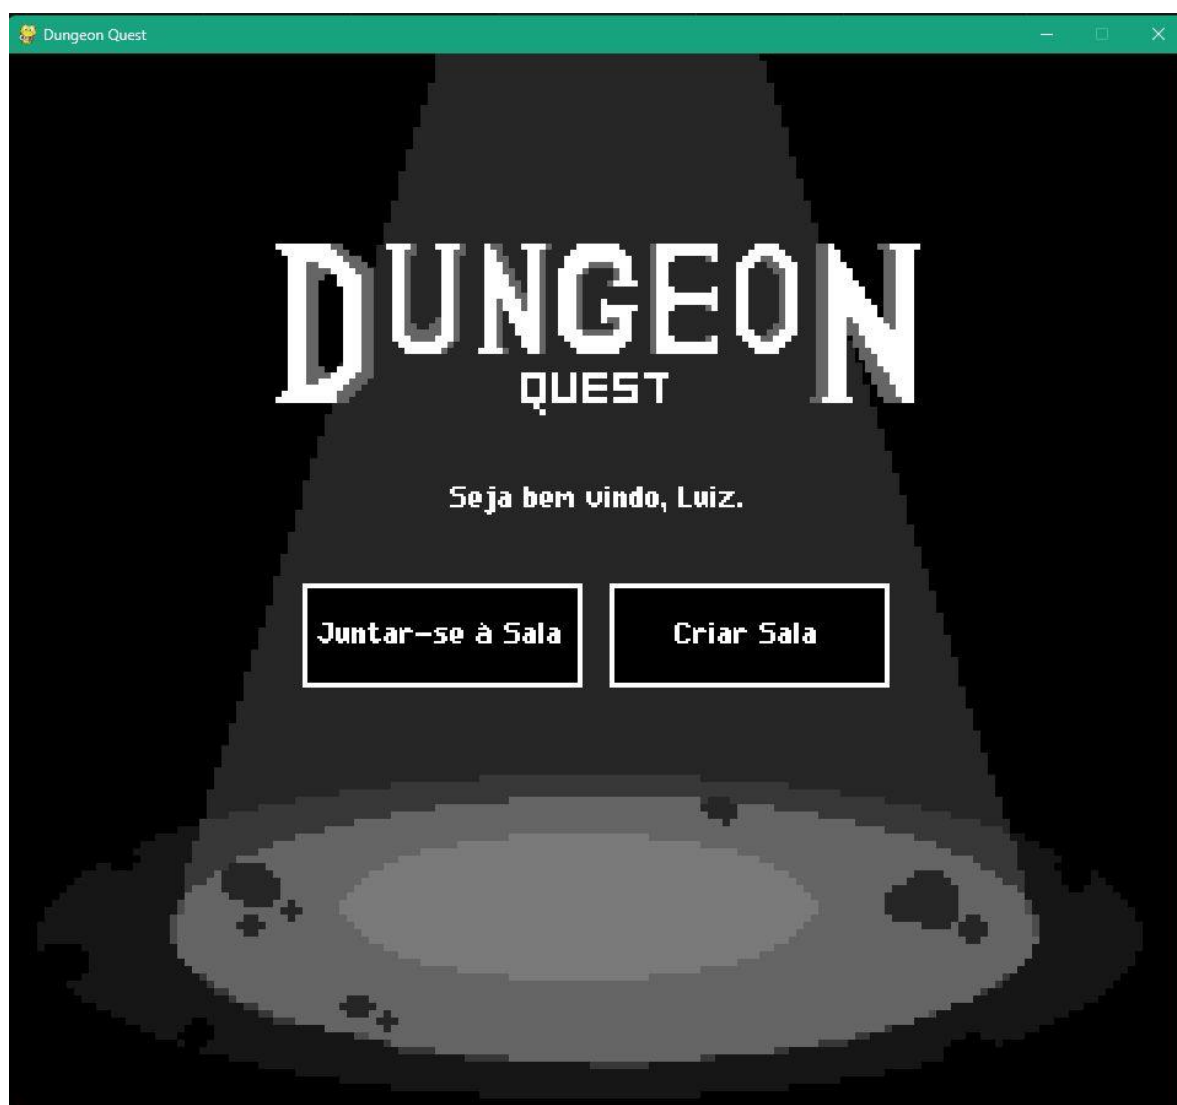 Dungeon Quest
DUNGEON
QUEST
Seja bem vindo, Luiz.
Juntar-se à Sala
Criar Sala